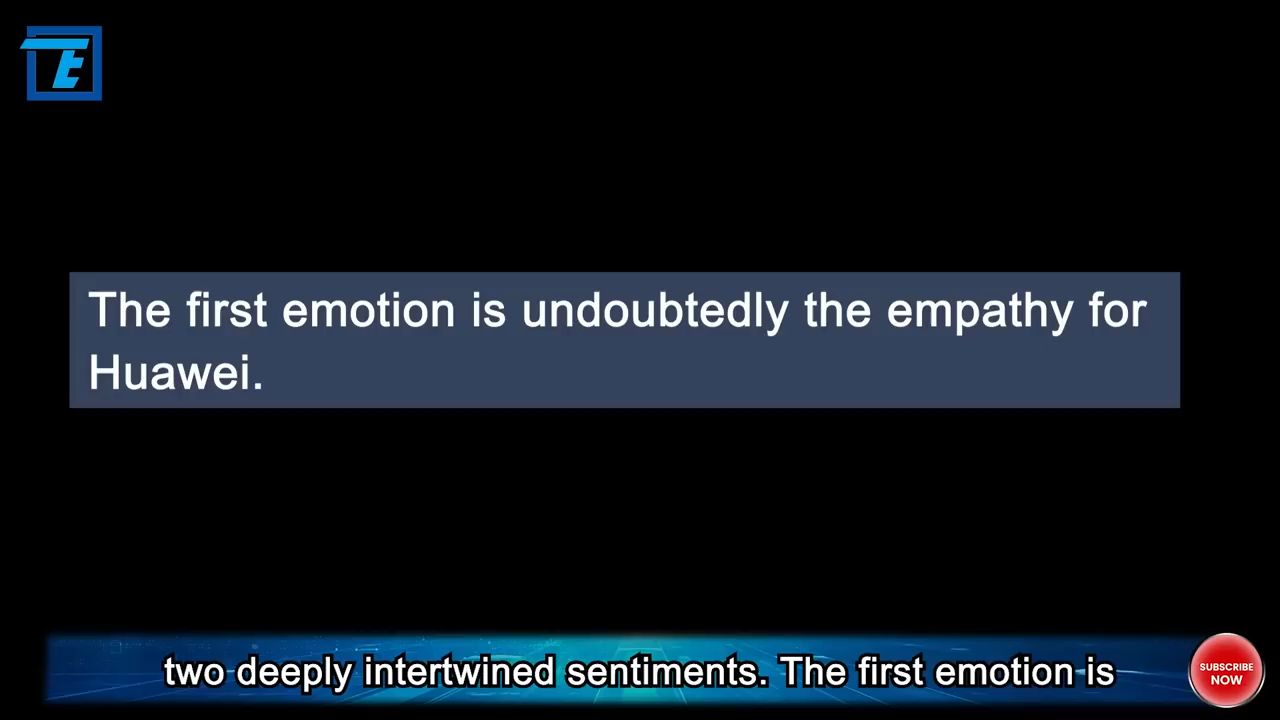 TE
The first emotion is undoubtedly the empathy for
Huawei.
two deeply intertwined sentiments. The first emotion is
SUBSCRIBE
NOW